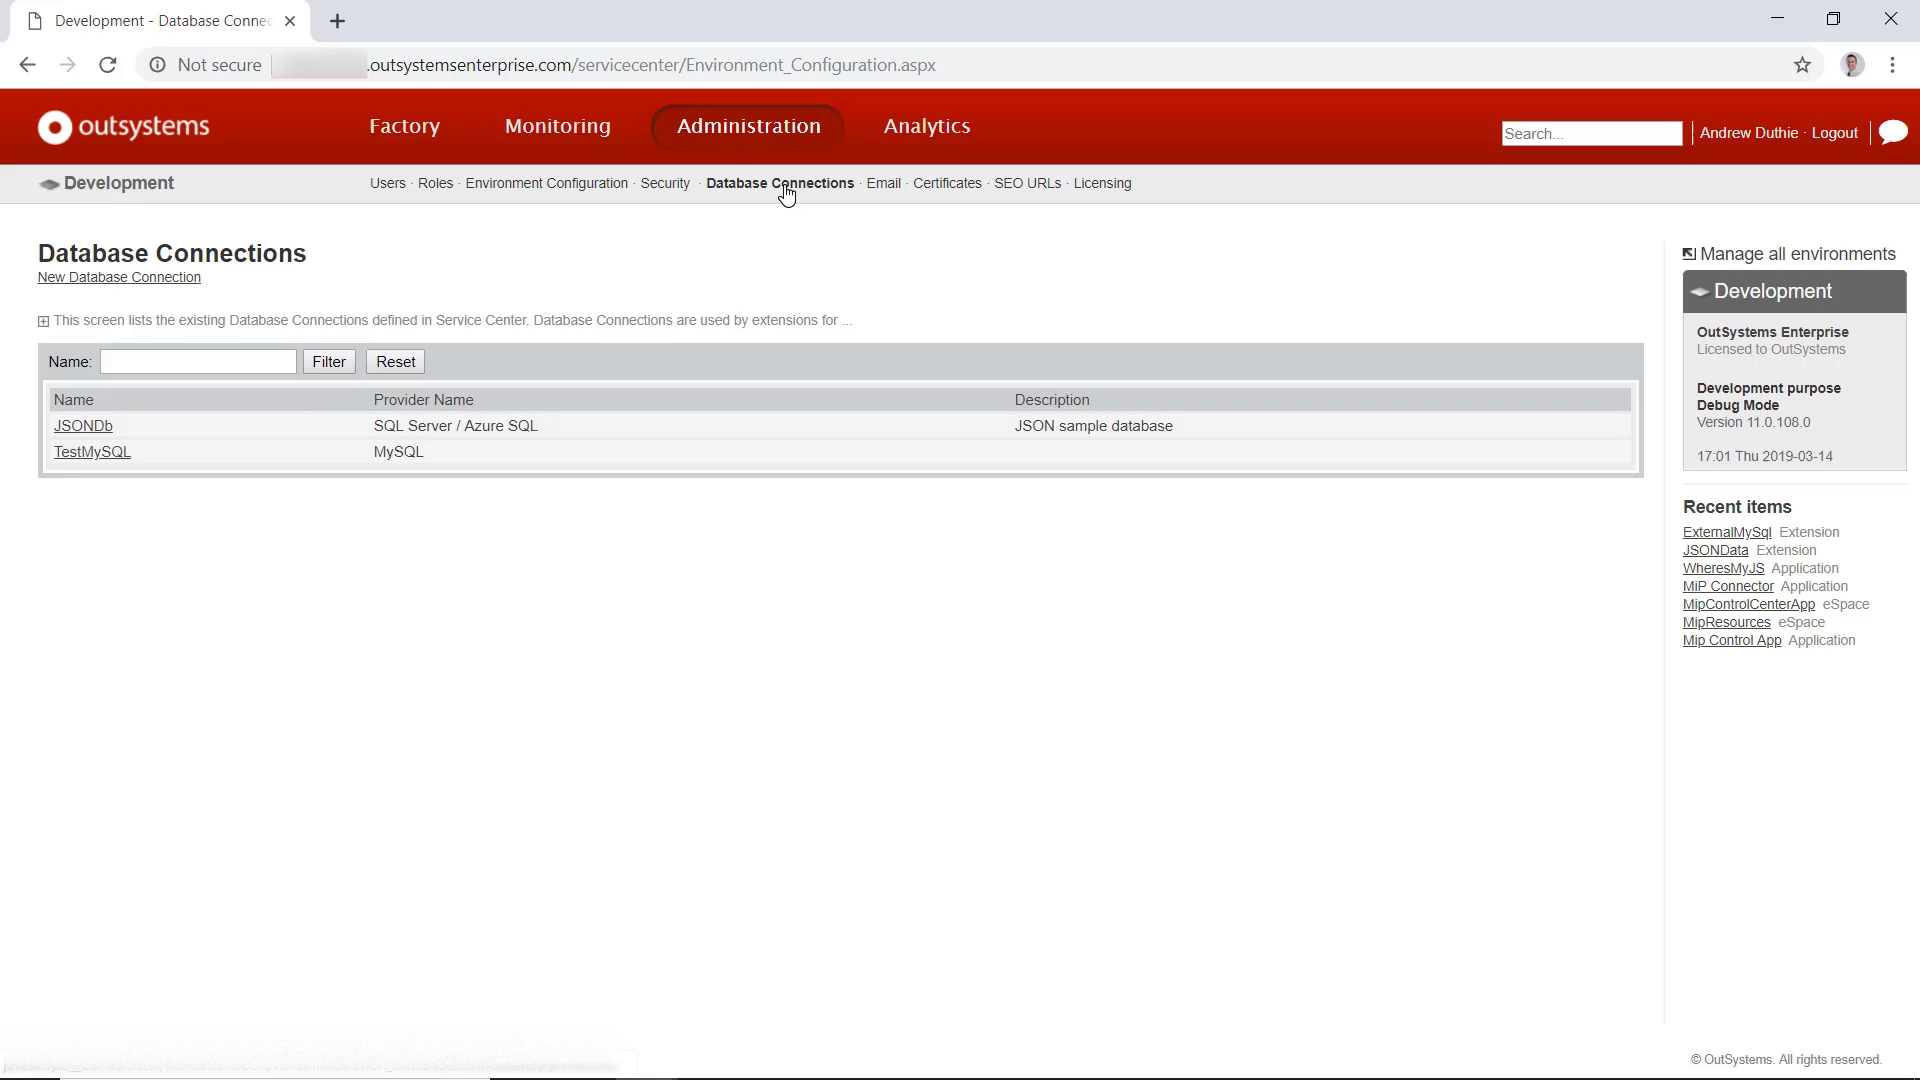 Development - Database Connec
Not secure .outsystemsenterprise.com/servicecenter/Environment_Configuration.aspx
outsystems Factory Monitoring Administration Analytics Search... Andrew Duthie · Logout
Development Users · Roles · Environment Configuration · Security · Database Connections · Email · Certificates · SEO URLs · Licensing
Database Connections
New Database Connection
This screen lists the existing Database Connections defined in Service Center. Database Connections are used by extensions for ...
Name: Filter Reset
Name Provider Name Description
JSONDb SQL Server / Azure SQL JSON sample database
TestMySQL MySQL
Manage all environments
Development
OutSystems Enterprise
Licensed to OutSystems
Development purpose
Debug Mode
Version 11.0.108.0
17:01 Thu 2019-03-14
Recent items
ExternalMySql Extension
JSONData Extension
WheresMyJS Application
MiP Connector Application
MipControlCenterApp eSpace
MipResources eSpace
Mip Control App Application
© OutSystems. All rights reserved.